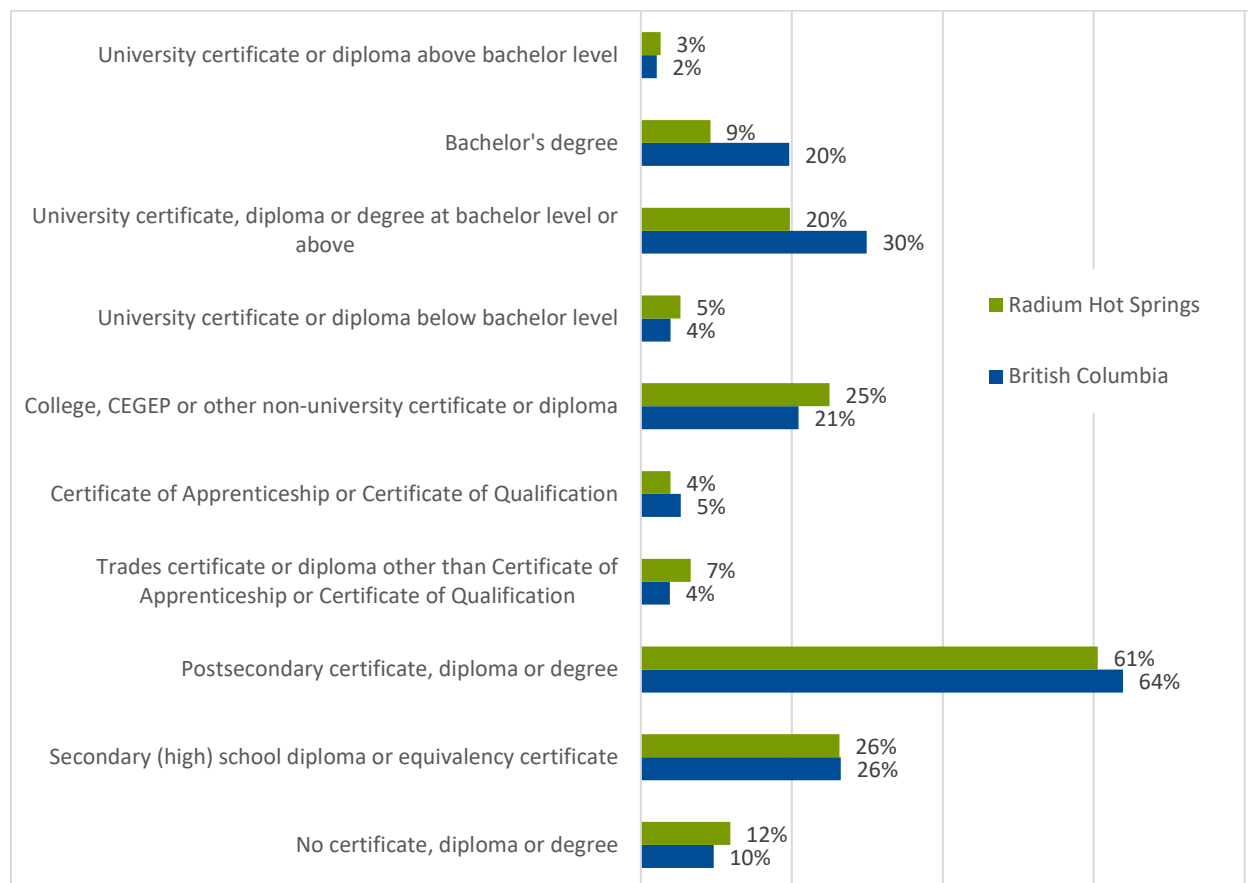 University certificate or diploma above bachelor level
3%
2%
Bachelor's degree
9%
20%
University certificate, diploma or degree at bachelor level or
above
20%
30%
University certificate or diploma below bachelor level
5%
4%
College, CEGEP or other non-university certificate or diploma
25%
21%
Certificate of Apprenticeship or Certificate of Qualification
4%
5%
Trades certificate or diploma other than Certificate of
Apprenticeship or Certificate of Qualification
7%
4%
Postsecondary certificate, diploma or degree
61%
64%
Secondary (high) school diploma or equivalency certificate
26%
26%
No certificate, diploma or degree
12%
10%
Radium Hot Springs
British Columbia